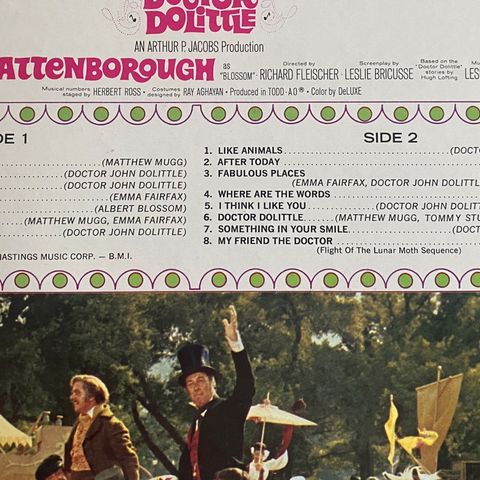 DOCTOR
DOLITTLE
AN ARTHUR P. JACOBS Production
ATTENBOROUGH as "BLOSSOM" · Directed by RICHARD FLEISCHER · Screenplay by LESLIE BRICUSSE · Based on the "Doctor Dolittle" stories by Hugh Lofting
Musical numbers staged by HERBERT ROSS · Costumes designed by RAY AGHAYAN · Produced in TODD-AO® · Color by DeLUXE
DE 1
(MATTHEW MUGG)
(DOCTOR JOHN DOLITTLE)
(DOCTOR JOHN DOLITTLE)
(EMMA FAIRFAX)
(ALBERT BLOSSOM)
(MATTHEW MUGG, EMMA FAIRFAX)
(DOCTOR JOHN DOLITTLE)
HASTINGS MUSIC CORP. — B.M.I.
SIDE 2
1. LIKE ANIMALS (DOC
2. AFTER TODAY
3. FABULOUS PLACES
(EMMA FAIRFAX, DOCTOR JOHN DOLITTL
4. WHERE ARE THE WORDS
5. I THINK I LIKE YOU (DOCTOR JOHN DOLITT
6. DOCTOR DOLITTLE (MATTHEW MUGG, TOMMY STU
7. SOMETHING IN YOUR SMILE (DOCT
8. MY FRIEND THE DOCTOR
(Flight Of The Lunar Moth Sequence)